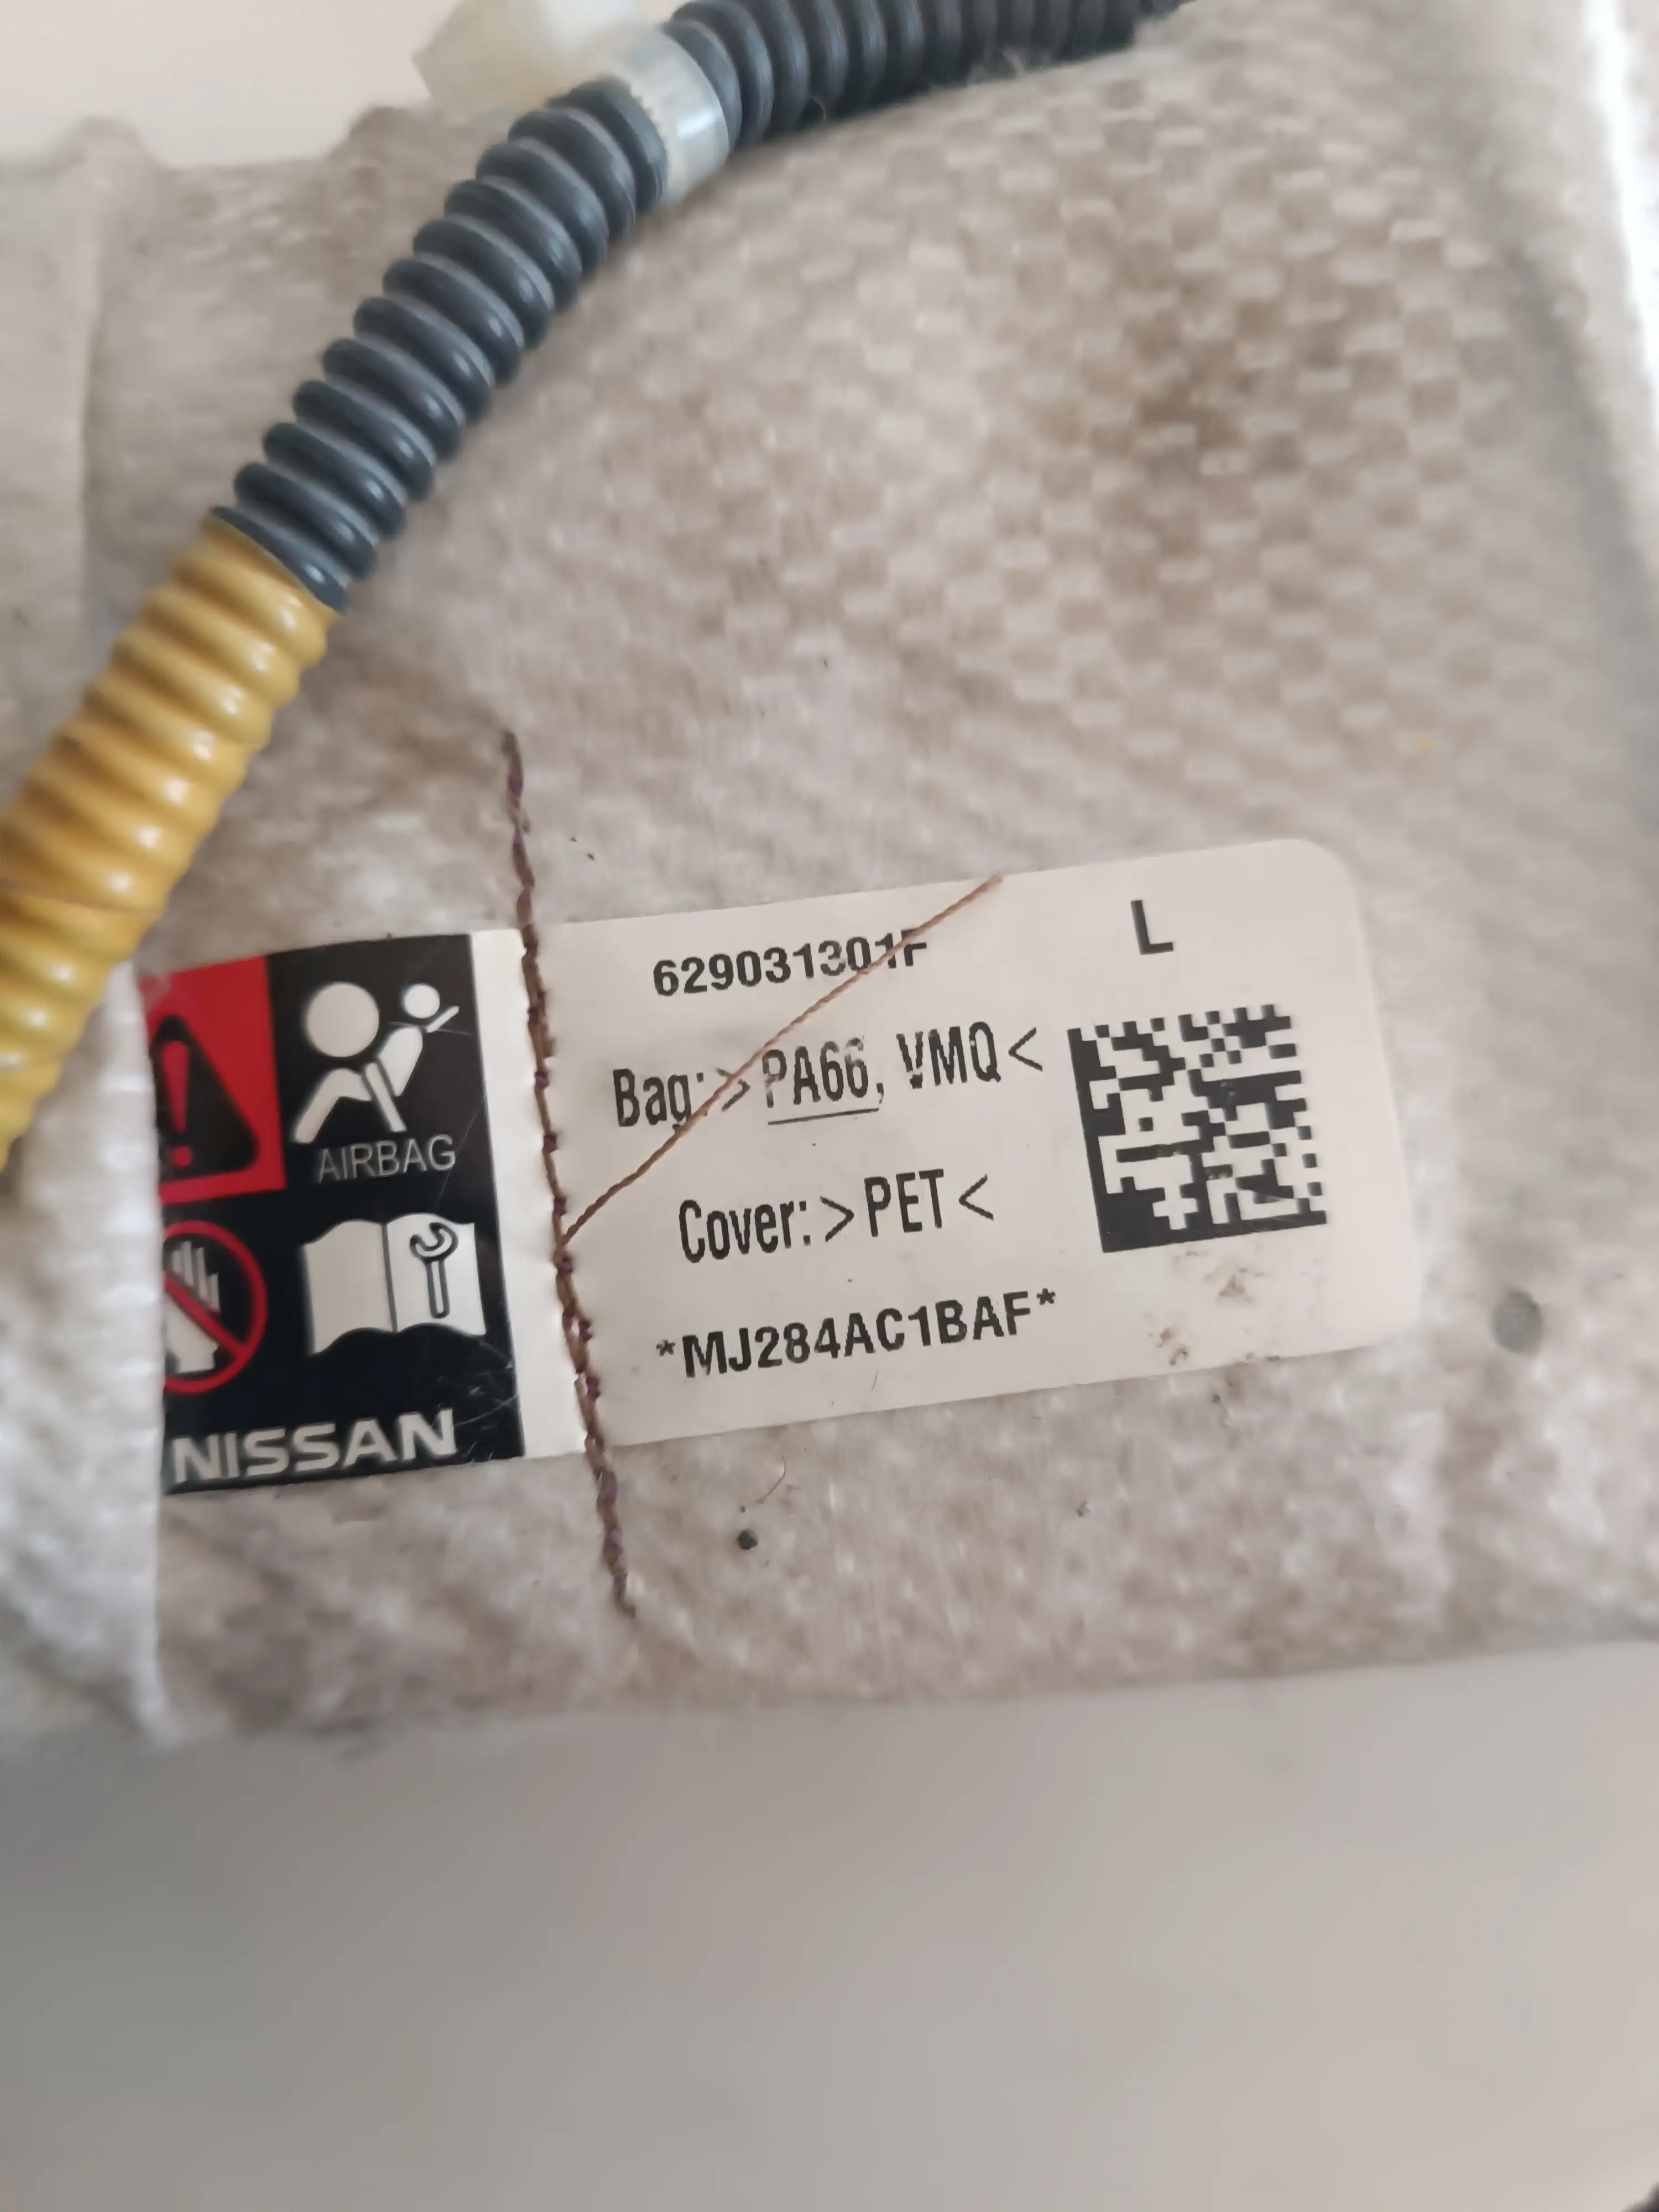 629031301F
L
Bag:>PA66, VMQ<
Cover:>PET<
*MJ284AC1BAF*
AIRBAG
NISSAN